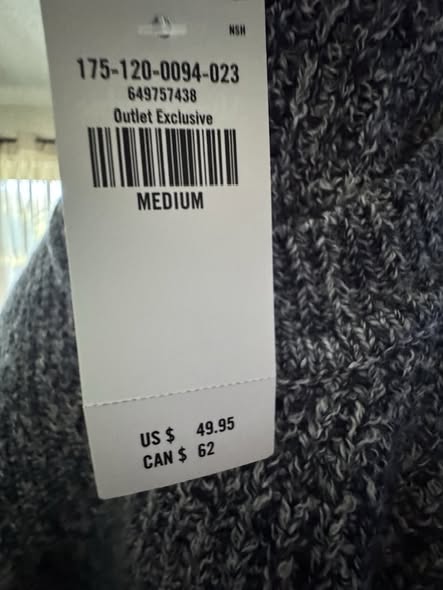 NSH
175-120-0094-023
649757438
Outlet Exclusive
MEDIUM
US $ 49.95
CAN $ 62